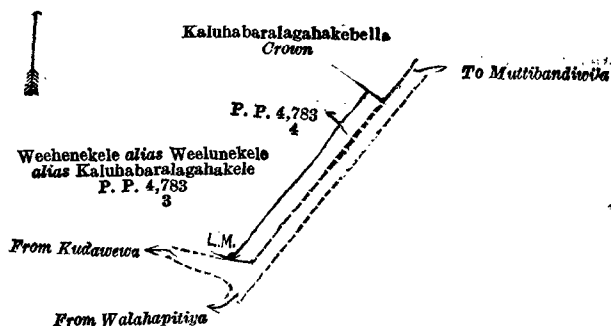 Kaluhabaralagahakebella
Crown
To Muttibandiwila
P. P. 4,783
4
Weehenekele alias Weelunekele
alias Kaluhabaralagahakele
P. P. 4,783
3
L.M.
From Kudawewa
From Walahapitiya